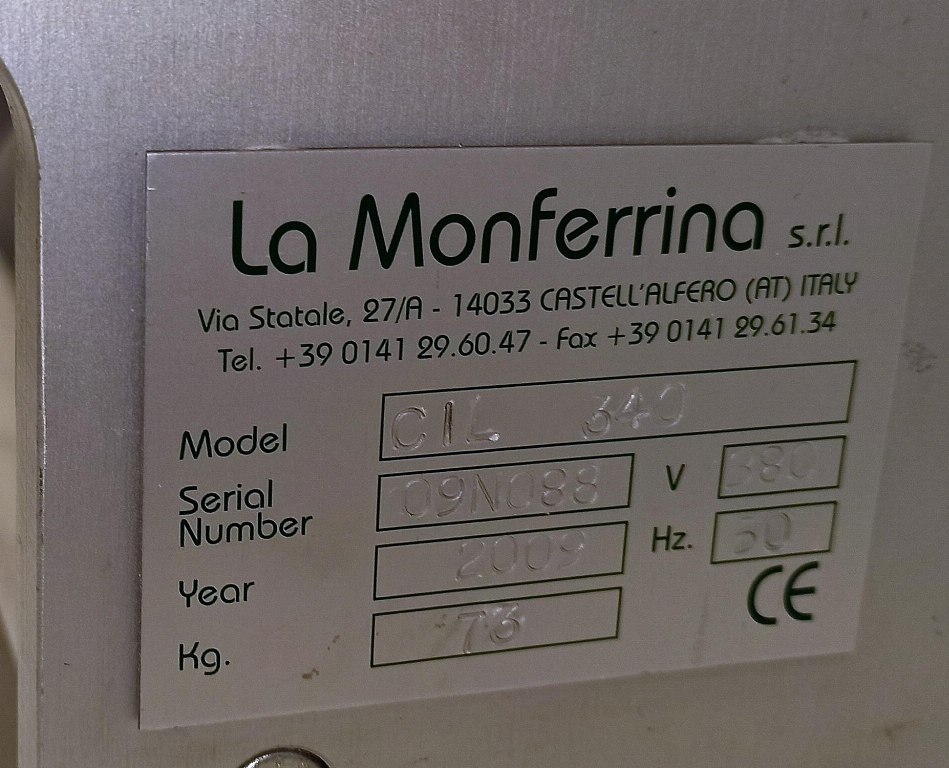 La Monferrina s.r.l.
Via Statale, 27/A - 14033 CASTELL'ALFERO (AT) ITALY
Tel. +39 0141 29.60.47 - Fax +39 0141 29.61.34
Model CIL 340
Serial Number 09N088 V 380
Year 2009 Hz. 50
Kg. 73 CE